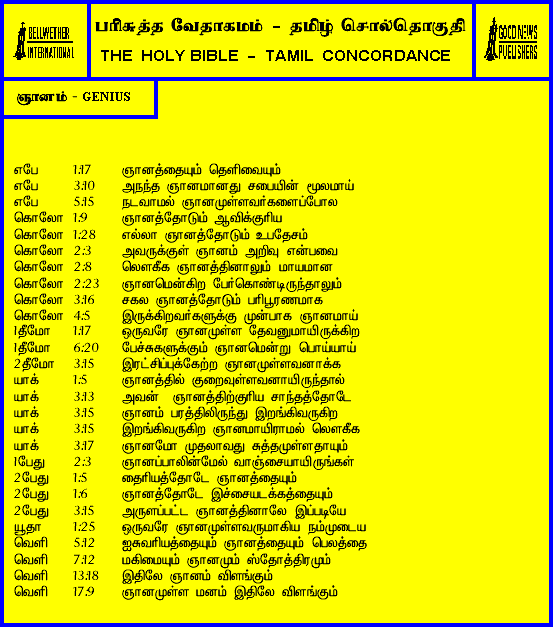 BELLWETHER
INTERNATIONAL
பரிசுத்த வேதாகமம் - தமிழ் சொல்தொகுதி
THE HOLY BIBLE - TAMIL CONCORDANCE
GOOD NEWS
PUBLISHERS
ஞானம் - GENIUS
எபே 1:17 ஞானத்தையும் தெளிவையும்
எபே 3:10 அநந்த ஞானமானது சபையின் மூலமாய்
எபே 5:15 நடவாமல் ஞானமுள்ளவர்களைப்போல
கொலோ 1:9 ஞானத்தோடும் ஆவிக்குரிய
கொலோ 1:28 எல்லா ஞானத்தோடும் உபதேசம்
கொலோ 2:3 அவருக்குள் ஞானம் அறிவு என்பவை
கொலோ 2:8 லௌகீக ஞானத்தினாலும் மாயமான
கொலோ 2:23 ஞானமென்கிற பேர்கொண்டிருந்தாலும்
கொலோ 3:16 சகல ஞானத்தோடும் பரிபூரணமாக
கொலோ 4:5 இருக்கிறவர்களுக்கு முன்பாக ஞானமாய்
1தீமோ 1:17 ஒருவரே ஞானமுள்ள தேவனுமாயிருக்கிற
1தீமோ 6:20 பேச்சுகளுக்கும் ஞானமென்று பொய்யாய்
2தீமோ 3:15 இரட்சிப்புக்கேற்ற ஞானமுள்ளவனாக்க
யாக் 1:5 ஞானத்தில் குறைவுள்ளவனாயிருந்தால்
யாக் 3:13 அவன் ஞானத்திற்குரிய சாந்தத்தோடே
யாக் 3:15 ஞானம் பரத்திலிருந்து இறங்கிவருகிற
யாக் 3:15 இறங்கிவருகிற ஞானமாயிராமல் லௌகீக
யாக் 3:17 ஞானமோ முதலாவது சுத்தமுள்ளதாயும்
1பேது 2:3 ஞானப்பாலின்மேல் வாஞ்சையாயிருங்கள்
2பேது 1:5 தைரியத்தோடே ஞானத்தையும்
2பேது 1:6 ஞானத்தோடே இச்சையடக்கத்தையும்
2பேது 3:15 அருளப்பட்ட ஞானத்தினாலே இப்படியே
யூதா 1:25 ஒருவரே ஞானமுள்ளவருமாகிய நம்முடைய
வெளி 5:12 ஐசுவரியத்தையும் ஞானத்தையும் பெலத்தை
வெளி 7:12 மகிமையும் ஞானமும் ஸ்தோத்திரமும்
வெளி 13:18 இதிலே ஞானம் விளங்கும்
வெளி 17:9 ஞானமுள்ள மனம் இதிலே விளங்கும்